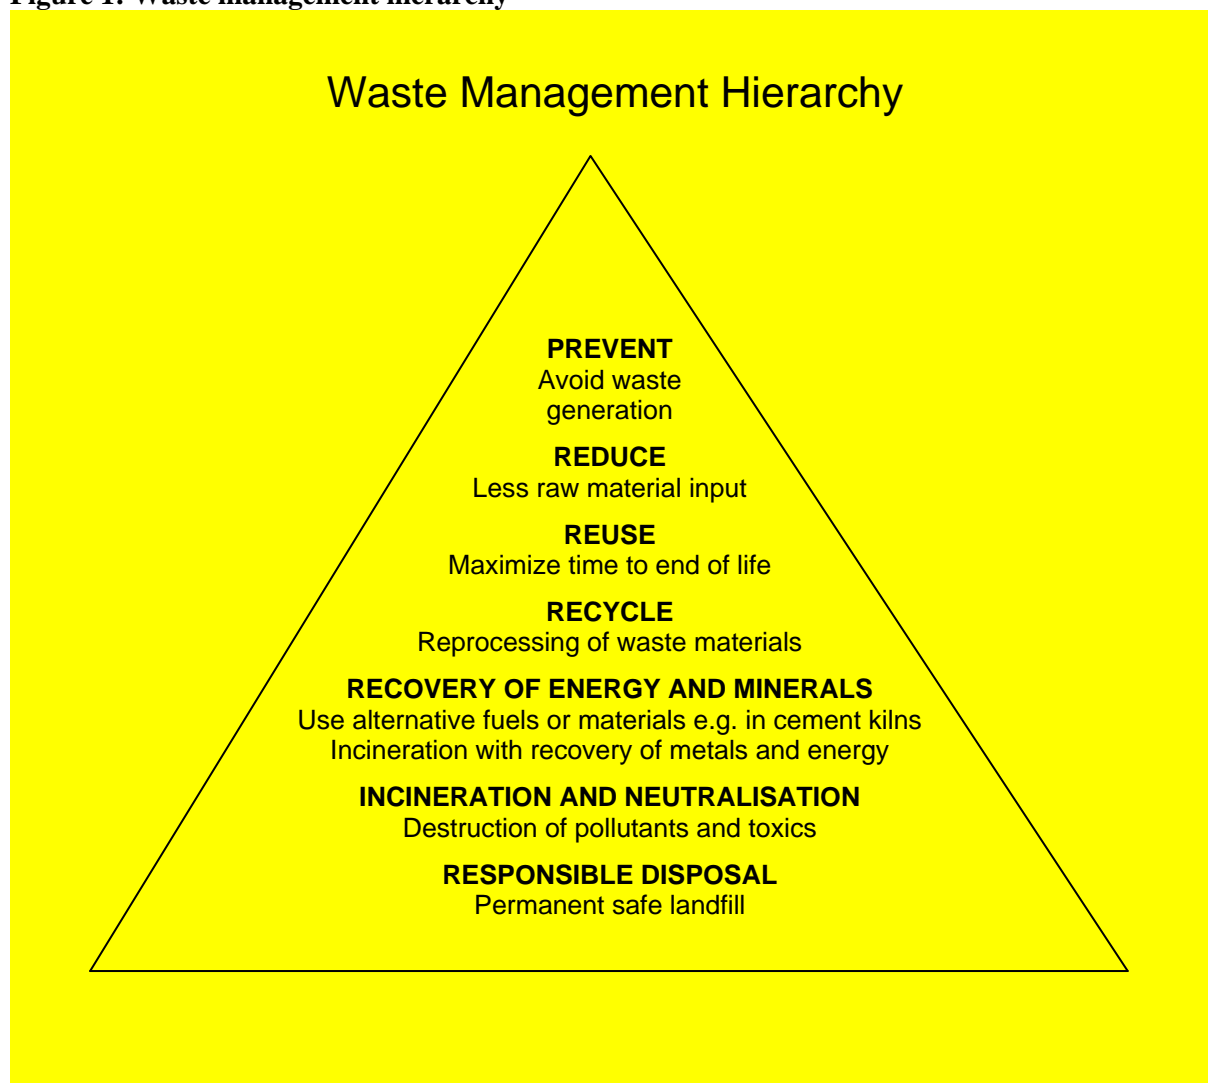 Figure 1: Waste management hierarchy
Waste Management Hierarchy
PREVENT
Avoid waste
generation
REDUCE
Less raw material input
REUSE
Maximize time to end of life
RECYCLE
Reprocessing of waste materials
RECOVERY OF ENERGY AND MINERALS
Use alternative fuels or materials e.g. in cement kilns
Incineration with recovery of metals and energy
INCINERATION AND NEUTRALISATION
Destruction of pollutants and toxics
RESPONSIBLE DISPOSAL
Permanent safe landfill